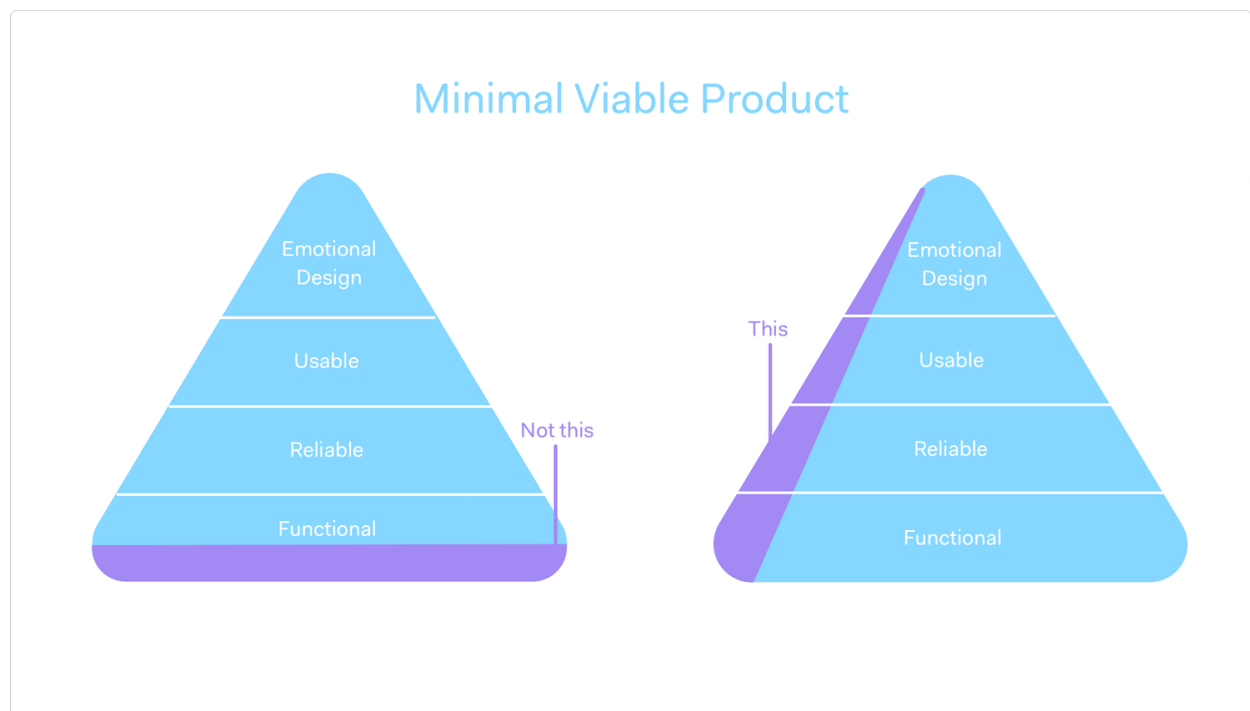 Minimal Viable Product
Emotional
Design
Usable
Reliable
Functional
Not this
This
Emotional
Design
Usable
Reliable
Functional